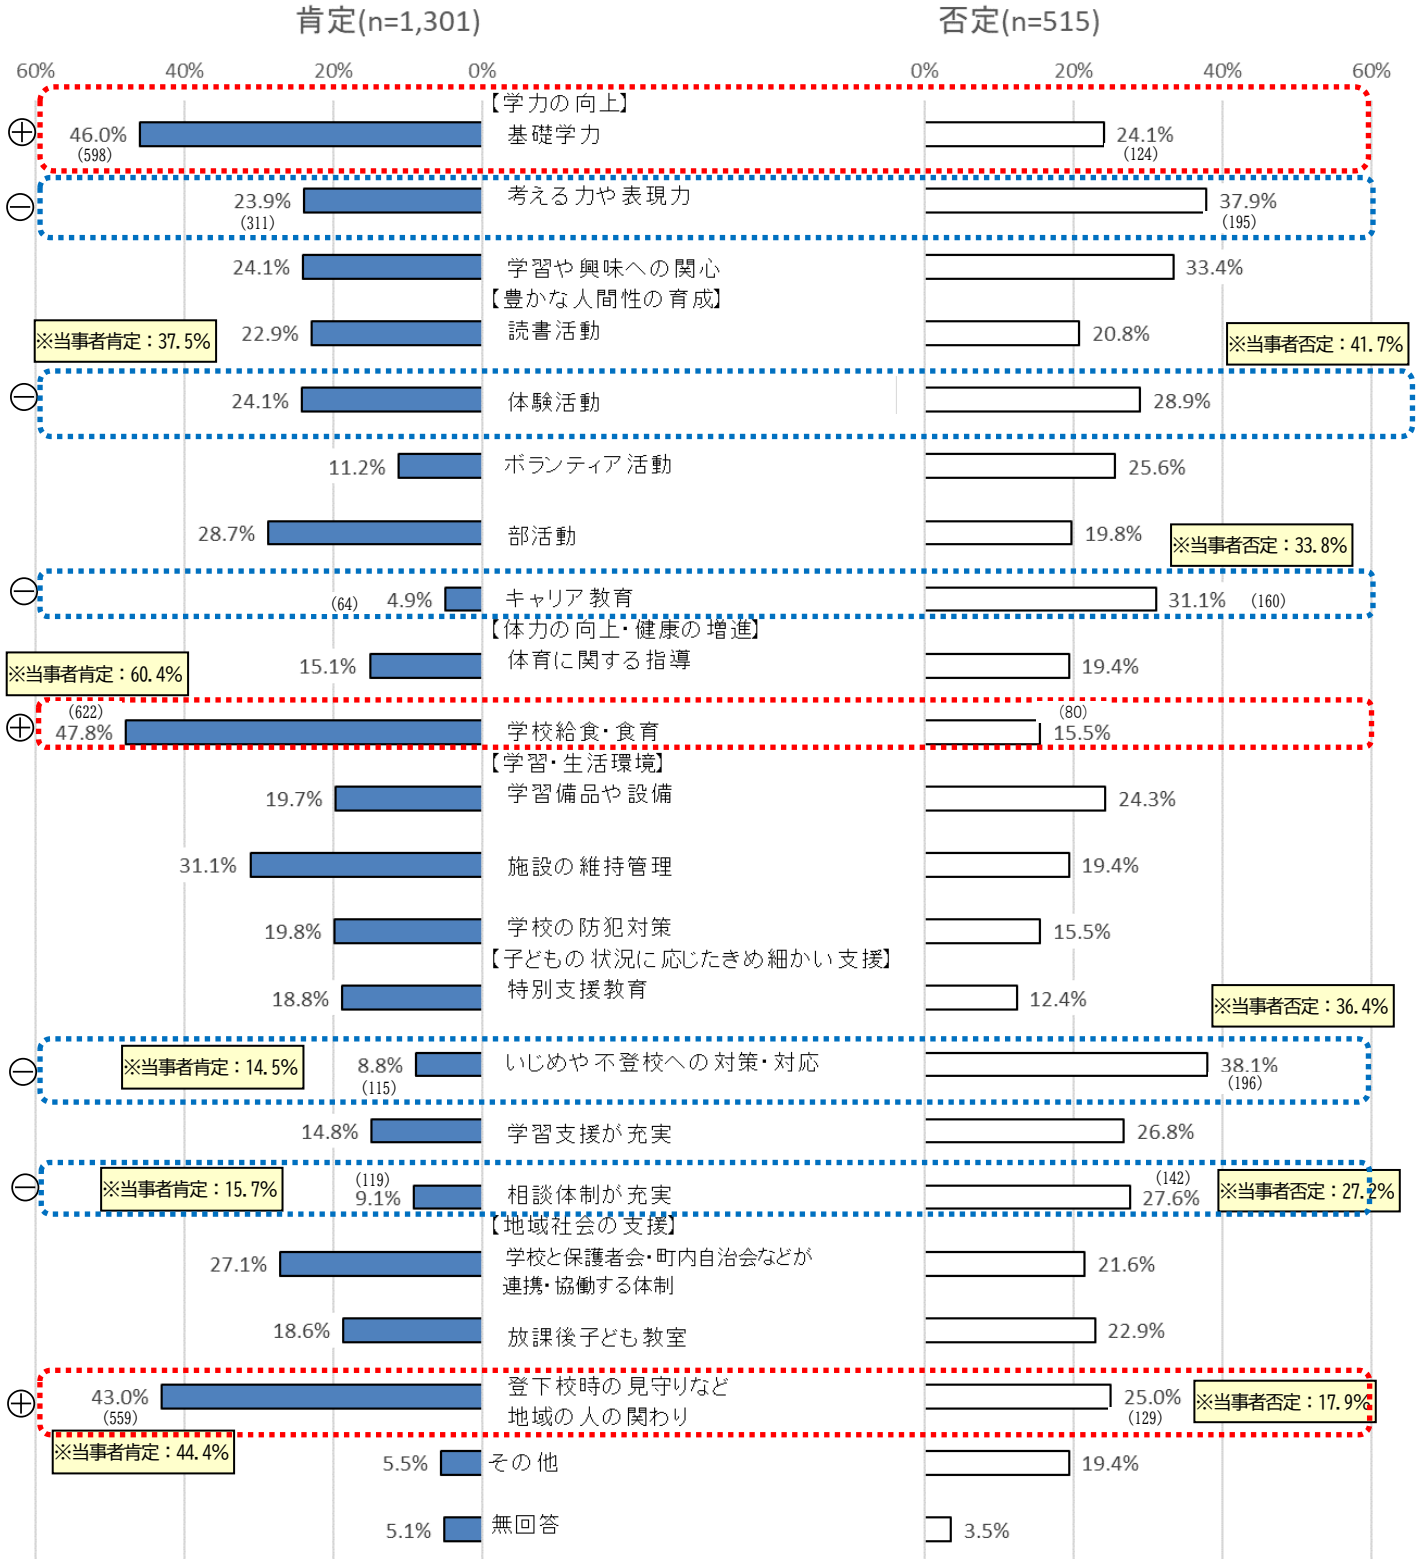 肯定(n=1,301)
否定(n=515)
60% 40% 20% 0%
0% 20% 40% 60%
【学力の向上】
⊕ 46.0% 基礎学力 24.1%
(598) (124)
⊖ 23.9% 考える力や表現力 37.9%
(311) (195)
24.1% 学習や興味への関心 33.4%
【豊かな人間性の育成】
※当事者肯定：37.5% 22.9% 読書活動 20.8% ※当事者否定：41.7%
⊖ 24.1% 体験活動 28.9%
11.2% ボランティア活動 25.6%
28.7% 部活動 19.8% ※当事者否定：33.8%
⊖ (64) 4.9% キャリア教育 31.1% (160)
【体力の向上・健康の増進】
※当事者肯定：60.4% 15.1% 体育に関する指導 19.4%
(622) (80)
⊕ 47.8% 学校給食・食育 15.5%
【学習・生活環境】
19.7% 学習備品や設備 24.3%
31.1% 施設の維持管理 19.4%
19.8% 学校の防犯対策 15.5%
【子どもの状況に応じたきめ細かい支援】
18.8% 特別支援教育 12.4% ※当事者否定：36.4%
⊖ ※当事者肯定：14.5% 8.8% いじめや不登校への対策・対応 38.1%
(115) (196)
14.8% 学習支援が充実 26.8%
(119) (142)
⊖ ※当事者肯定：15.7% 9.1% 相談体制が充実 27.6% ※当事者否定：27.2%
【地域社会の支援】
27.1% 学校と保護者会・町内自治会などが 21.6%
連携・協働する体制
18.6% 放課後子ども教室 22.9%
登下校時の見守りなど
⊕ 43.0% 地域の人の関わり 25.0% ※当事者否定：17.9%
(559) (129)
※当事者肯定：44.4%
5.5% その他 19.4%
5.1% 無回答 3.5%